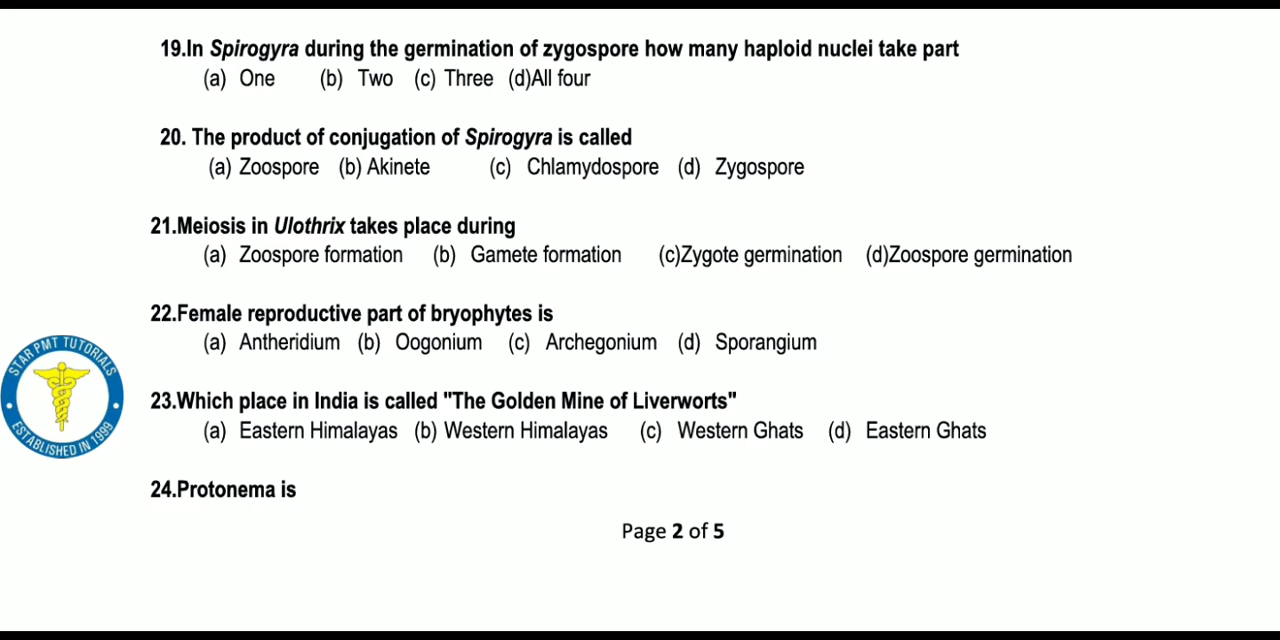 19.In Spirogyra during the germination of zygospore how many haploid nuclei take part
(a) One (b) Two (c) Three (d)All four
20. The product of conjugation of Spirogyra is called
(a) Zoospore (b) Akinete (c) Chlamydospore (d) Zygospore
21.Meiosis in Ulothrix takes place during
(a) Zoospore formation (b) Gamete formation (c)Zygote germination (d)Zoospore germination
22.Female reproductive part of bryophytes is
(a) Antheridium (b) Oogonium (c) Archegonium (d) Sporangium
STAR PMT TUTORIALS
ESTABLISHED IN 1999
23.Which place in India is called "The Golden Mine of Liverworts"
(a) Eastern Himalayas (b) Western Himalayas (c) Western Ghats (d) Eastern Ghats
24.Protonema is
Page 2 of 5